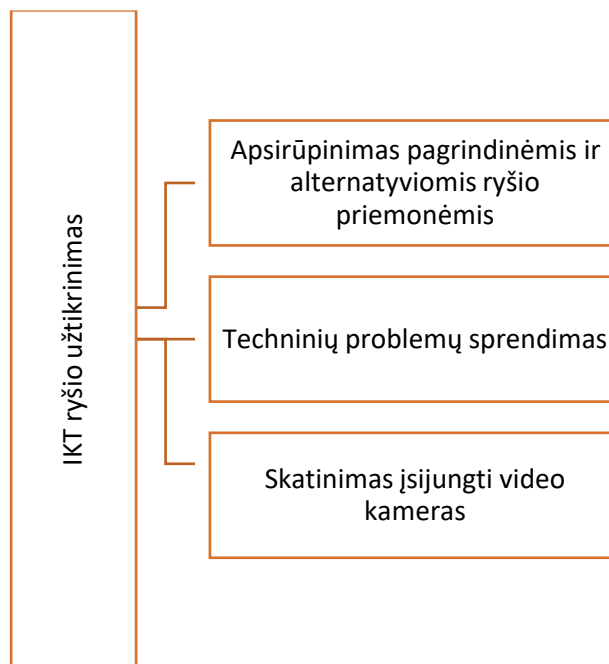 IKT ryšio užtikrinimas
Apsirūpinimas pagrindinėmis ir
alternatyviomis ryšio
priemonėmis
Techninių problemų sprendimas
Skatinimas įsijungti video
kameras